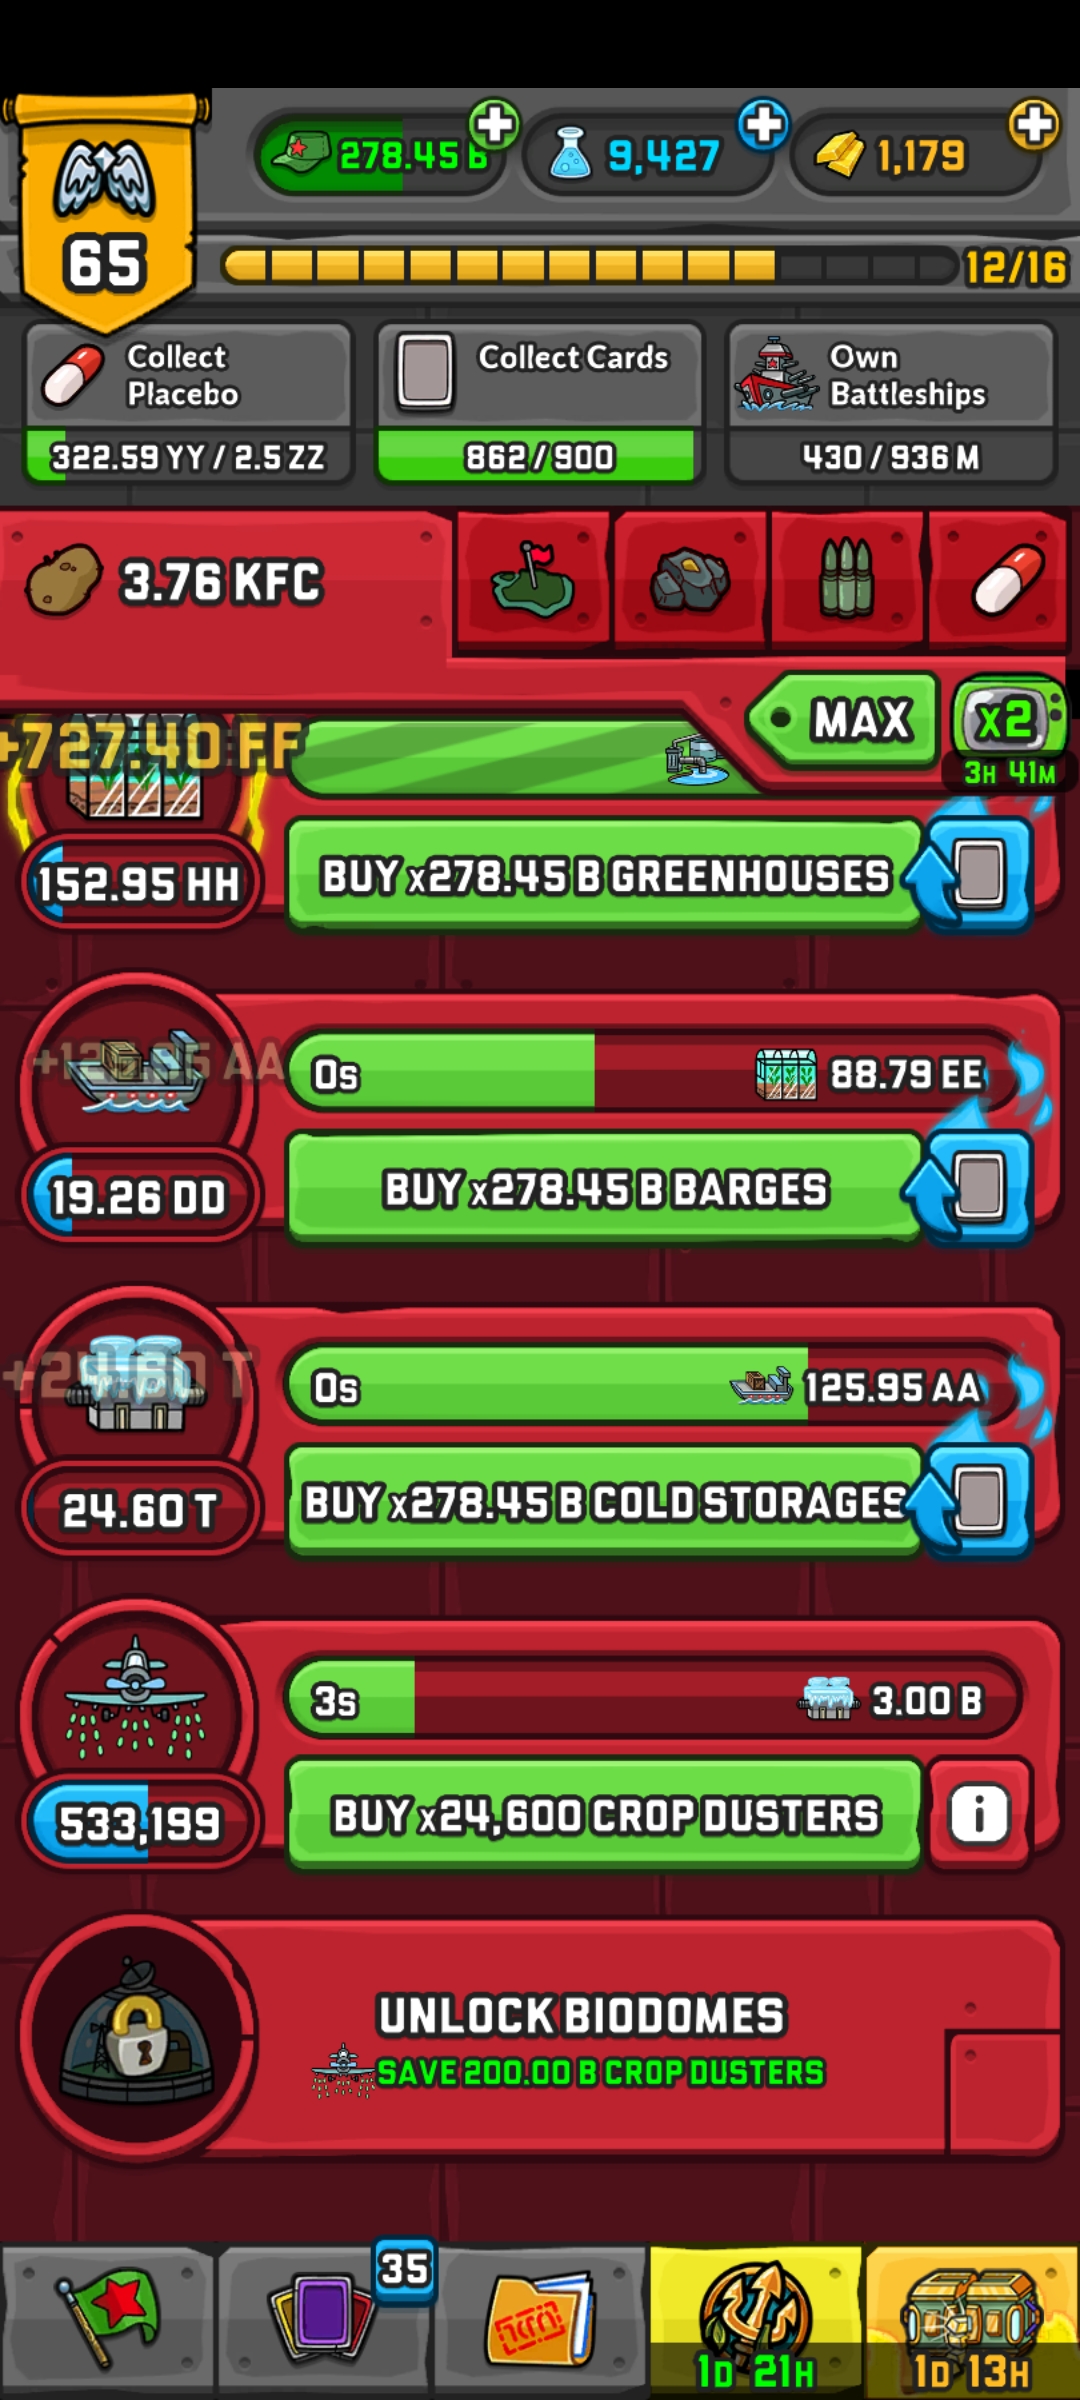 278.45 B
9,427
1,179
65
12/16
Collect
Placebo
322.59 YY / 2.5 ZZ
Collect Cards
862/900
Own
Battleships
430 / 936 M
3.76 KFC
MAX
x2
3H 41M
+727.40 FF
152.95 HH
BUY x278.45 B GREENHOUSES
0s
88.79 EE
19.26 DD
BUY x278.45 B BARGES
+24.60 T
0s
125.95 AA
24.60 T
BUY x278.45 B COLD STORAGES
3s
3.00 B
533,199
BUY x24,600 CROP DUSTERS
i
UNLOCK BIODOMES
SAVE 200.00 B CROP DUSTERS
35
1D 21H
1D 13H